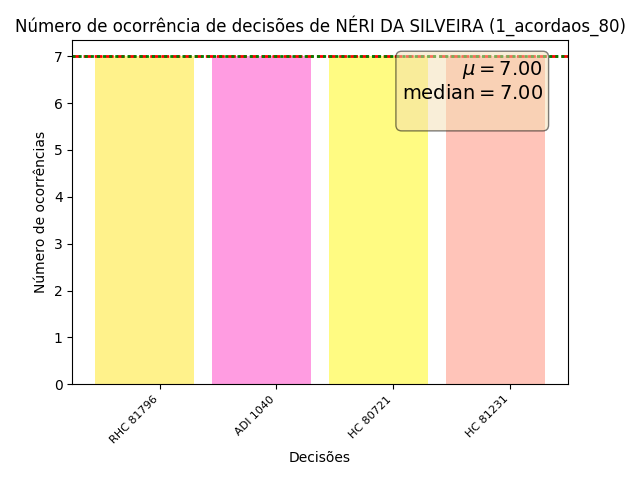 Número de ocorrência de decisões de NÉRI DA SILVEIRA (1_acordaos_80)
μ = 7.00
median = 7.00
Número de ocorrências
7
6
5
4
3
2
1
0
RHC 81796
ADI 1040
HC 80721
HC 81231
Decisões